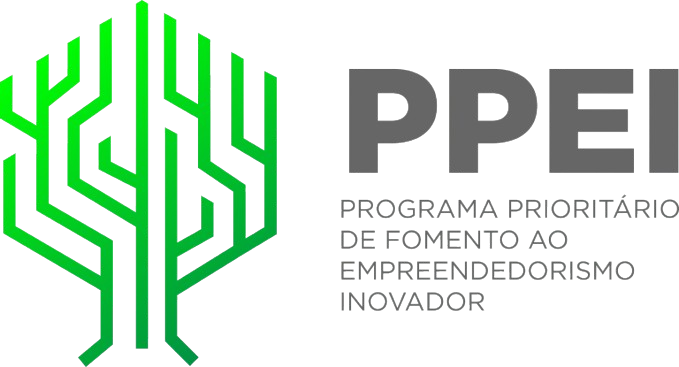 PPEI
PROGRAMA PRIORITÁRIO
DE FOMENTO AO
EMPREENDEDORISMO
INOVADOR